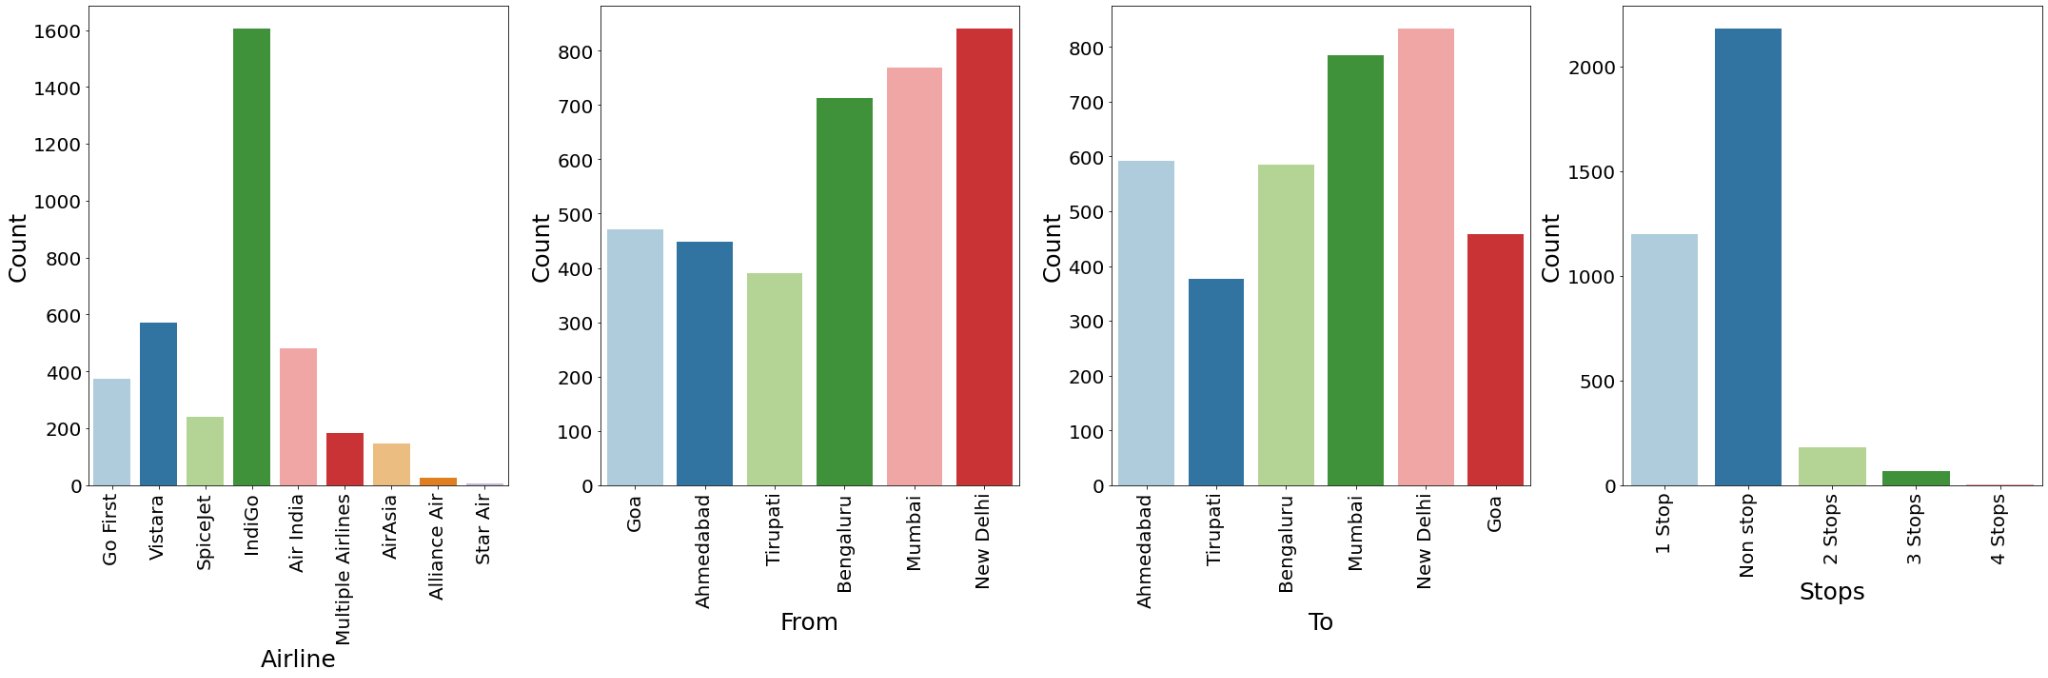 Count
1600
1400
1200
1000
800
600
400
200
0
Go First
Vistara
SpiceJet
IndiGo
Air India
Multiple Airlines
AirAsia
Alliance Air
Star Air
Airline
Count
800
700
600
500
400
300
200
100
0
Goa
Ahmedabad
Tirupati
Bengaluru
Mumbai
New Delhi
From
Count
800
700
600
500
400
300
200
100
0
Ahmedabad
Tirupati
Bengaluru
Mumbai
New Delhi
Goa
To
Count
2000
1500
1000
500
0
1 Stop
Non stop
2 Stops
3 Stops
4 Stops
Stops